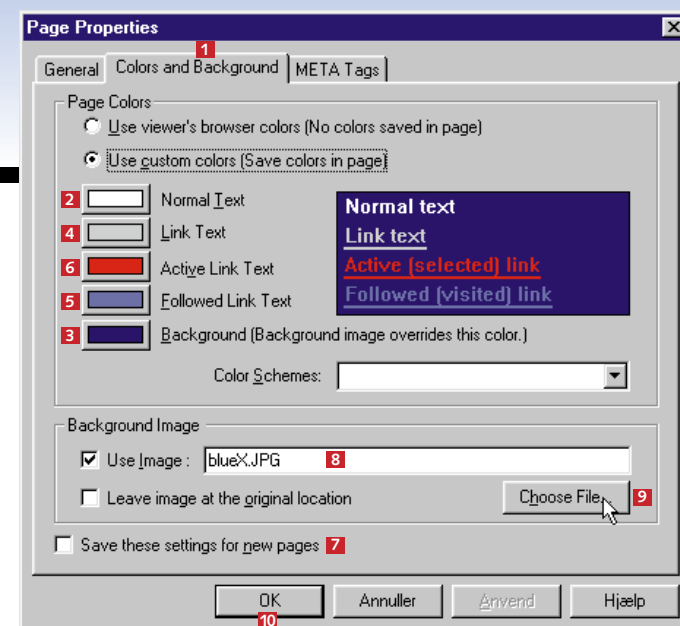 Page Properties
1
General Colors and Background META Tags
Page Colors
Use viewer's browser colors (No colors saved in page)
Use custom colors (Save colors in page)
2 Normal Text
4 Link Text
6 Active Link Text
5 Followed Link Text
3 Background (Background image overrides this color.)
Normal text
Link text
Active (selected) link
Followed (visited) link
Color Schemes:
Background Image
Use Image : blueX.JPG 8
Leave image at the original location Choose File... 9
Save these settings for new pages 7
OK Annuller Anvend Hjælp
10